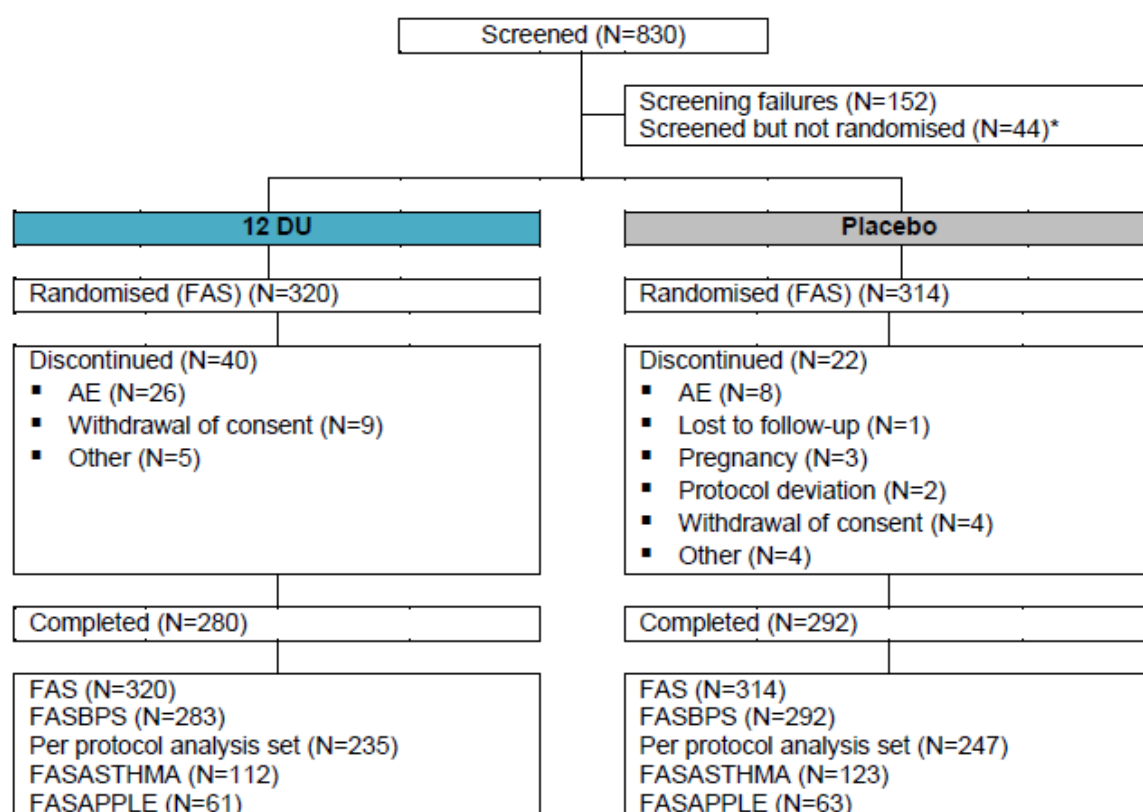 Screened (N=830)
Screening failures (N=152)
Screened but not randomised (N=44)*
12 DU
Placebo
Randomised (FAS) (N=320)
Randomised (FAS) (N=314)
Discontinued (N=40)
▪ AE (N=26)
▪ Withdrawal of consent (N=9)
▪ Other (N=5)
Discontinued (N=22)
▪ AE (N=8)
▪ Lost to follow-up (N=1)
▪ Pregnancy (N=3)
▪ Protocol deviation (N=2)
▪ Withdrawal of consent (N=4)
▪ Other (N=4)
Completed (N=280)
Completed (N=292)
FAS (N=320)
FASBPS (N=283)
Per protocol analysis set (N=235)
FASASTHMA (N=112)
FASAPPLE (N=61)
FAS (N=314)
FASBPS (N=292)
Per protocol analysis set (N=247)
FASASTHMA (N=123)
FASAPPLE (N=63)